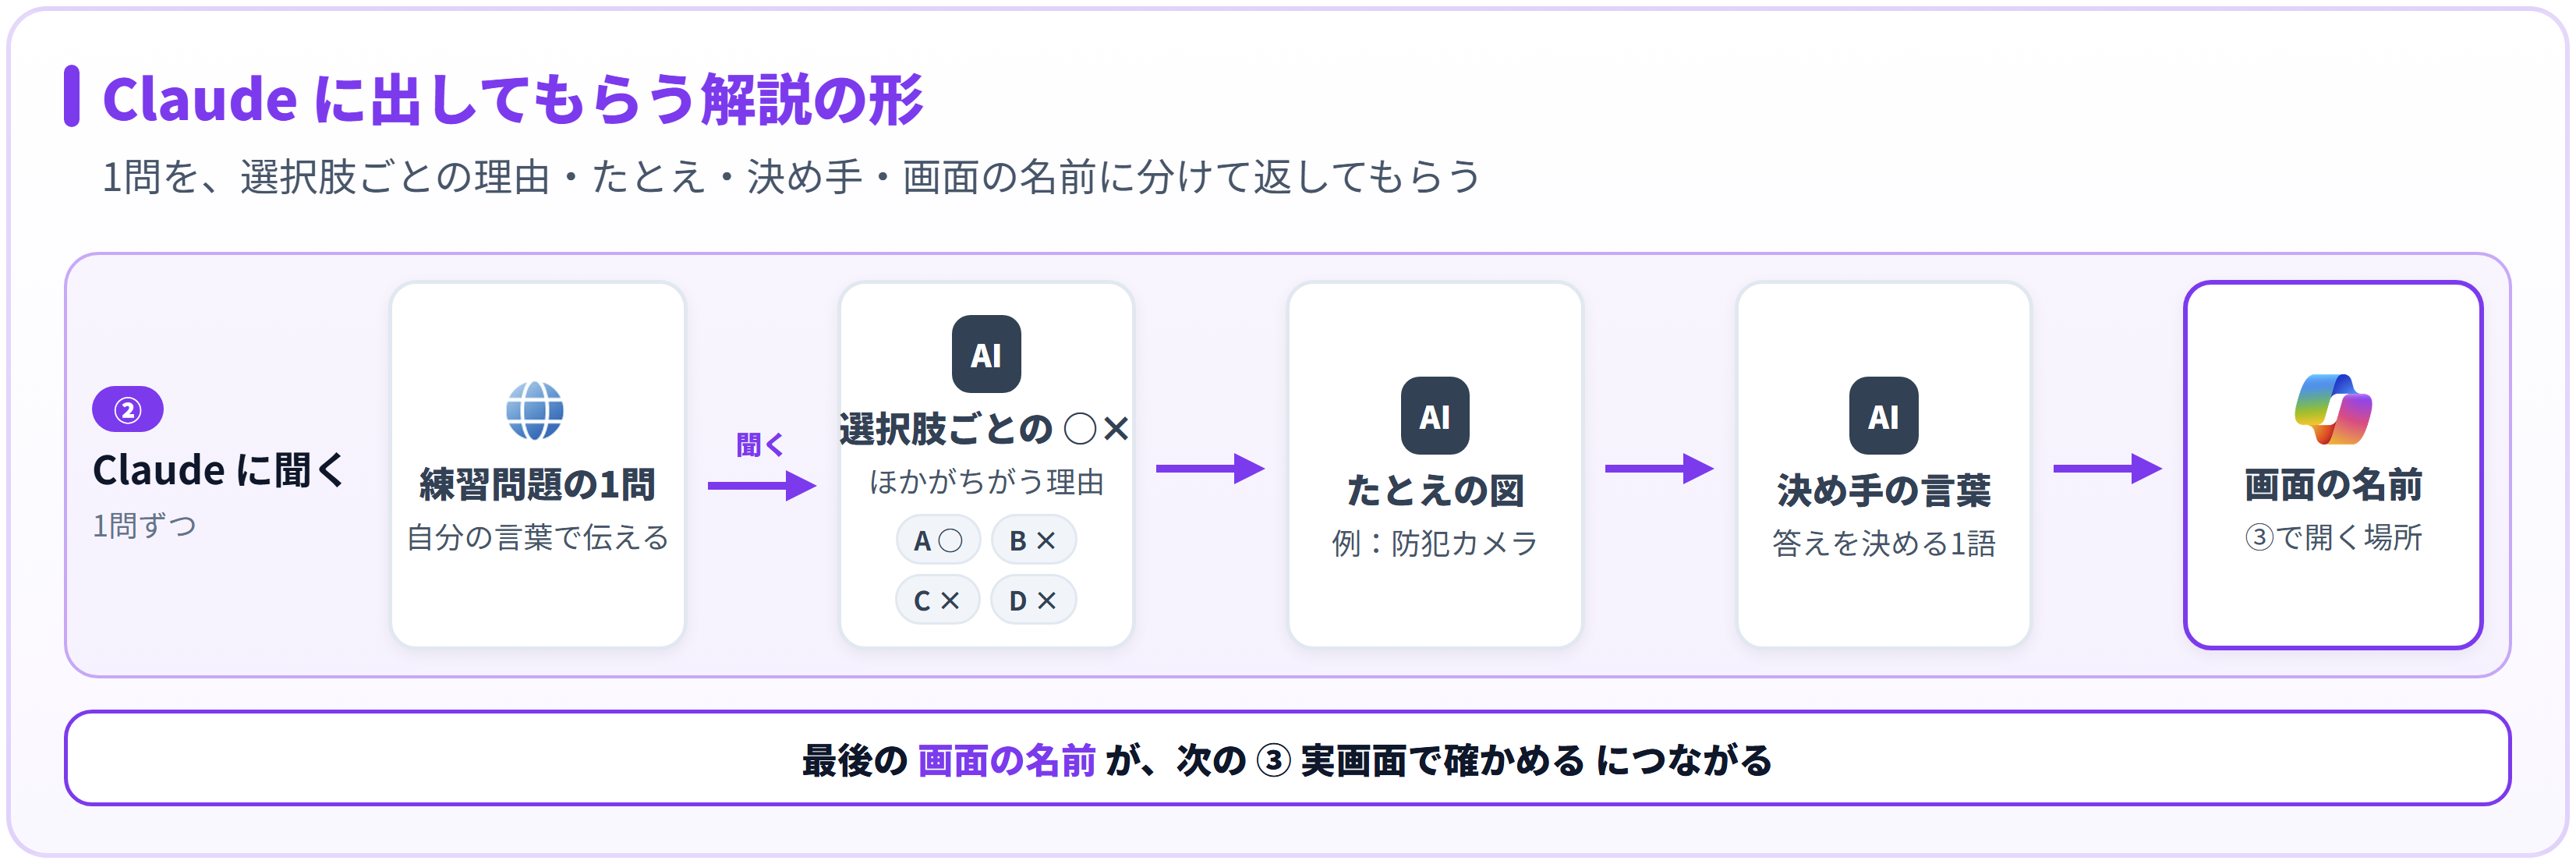 Claude に出してもらう解説の形
1問を、選択肢ごとの理由・たとえ・決め手・画面の名前に分けて返してもらう
②
Claude に聞く
1問ずつ
練習問題の1問
自分の言葉で伝える
聞く
AI
選択肢ごとの ○×
ほかがちがう理由
A ○
B ×
C ×
D ×
AI
たとえの図
例：防犯カメラ
AI
決め手の言葉
答えを決める1語
画面の名前
③で開く場所
最後の 画面の名前 が、次の ③ 実画面で確かめる につながる